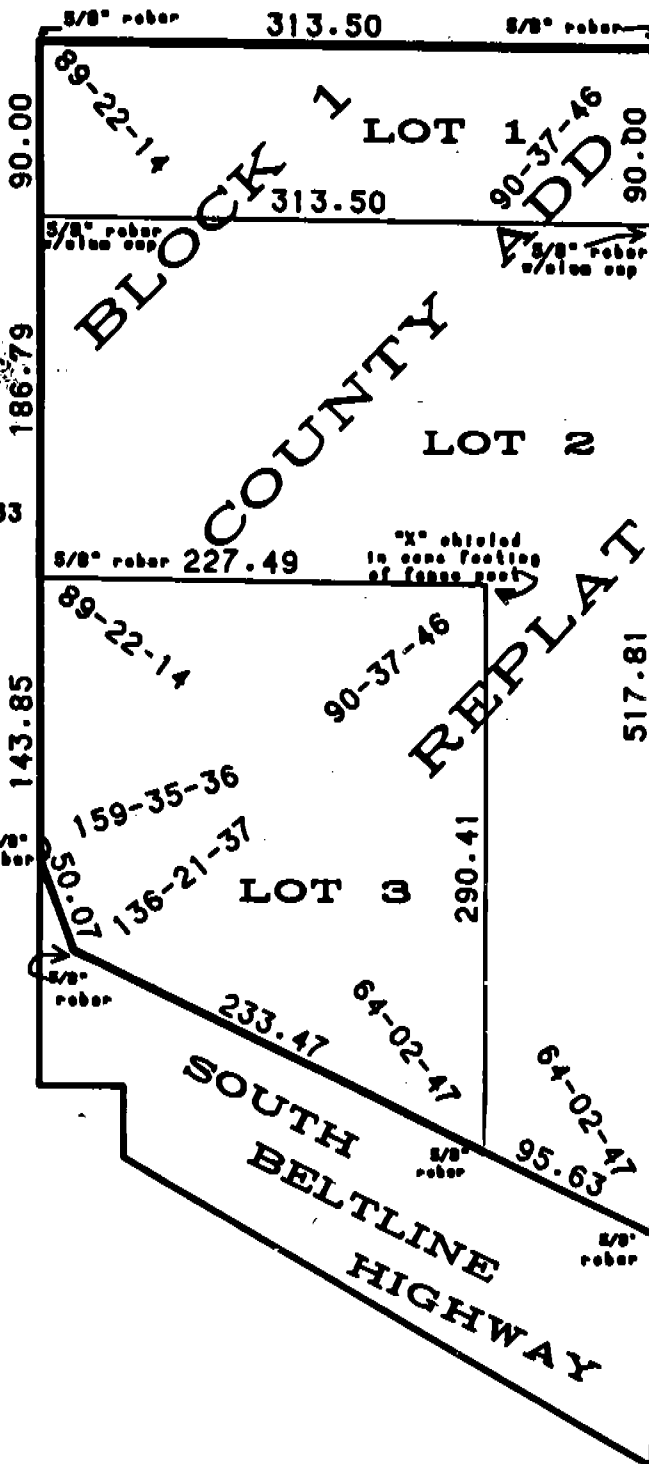 5/8" rebar 313.50 5/8" rebar
89-22-14
90.00
BLOCK 1
LOT 1
90-37-46
90.00
ADD
313.50
5/8" rebar
w/alum cap
5/8" rebar
w/alum cap
186.79
COUNTY
LOT 2
5/8" rebar 227.49
"X" chisled
in conc footing
of fence post
REPLAT
89-22-14
90-37-46
517.81
143.85
159-35-36
136-21-37
50.07
LOT 3
290.41
5/8"
rebar
233.47
64-02-47
64-02-47
SOUTH
BELTLINE
HIGHWAY
5/8"
rebar
95.63
5/8"
rebar